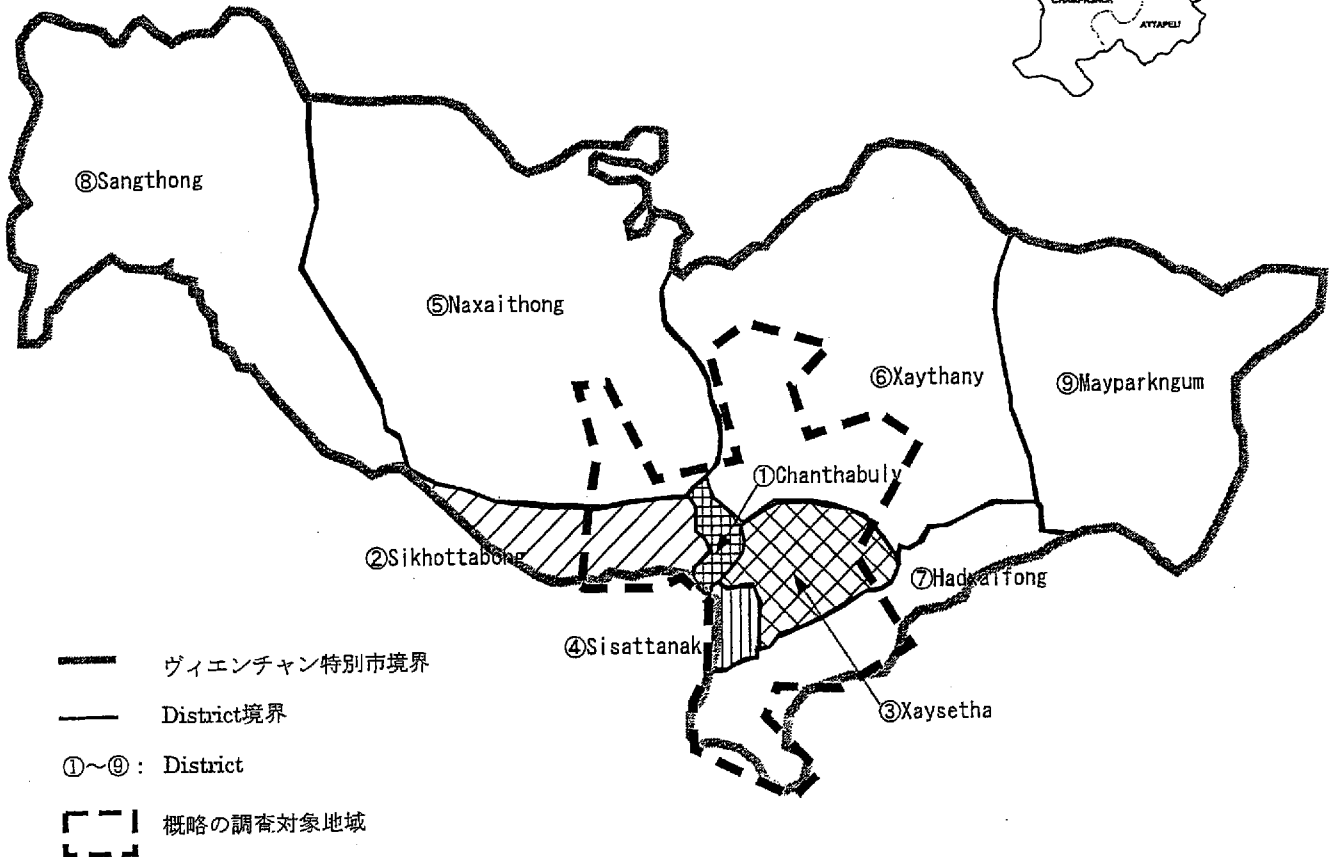 CHAMPASACK
ATTAPEU
⑧Sangthong
⑤Naxaithong
⑥Xaythany
⑨Mayparkngum
①Chanthabuly
②Sikhottabong
⑦Hadxaifong
④Sisattanak
③Xaysetha
ヴィエンチャン特別市境界
District境界
①～⑨： District
概略の調査対象地域